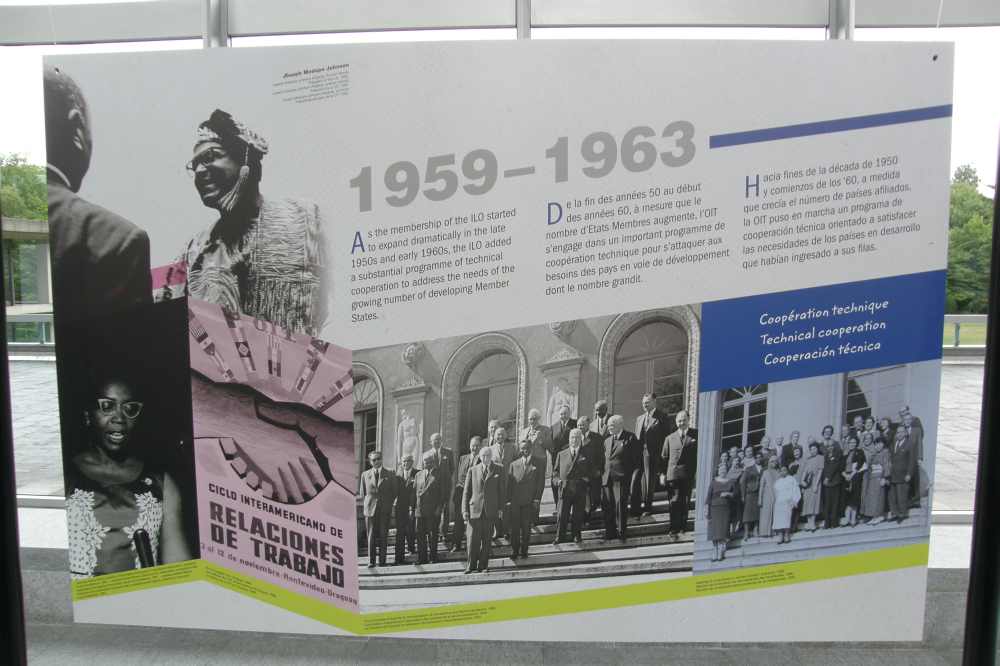 Joseph Modupe Johnson
1959–1963
As the membership of the ILO started
to expand dramatically in the late
1950s and early 1960s, the ILO added
a substantial programme of technical
cooperation to address the needs of the
growing number of developing Member
States.
De la fin des années 50 au début
des années 60, à mesure que le
nombre d'Etats Membres augmente, l'OIT
s'engage dans un important programme de
coopération technique pour s'attaquer aux
besoins des pays en voie de développement
dont le nombre grandit.
Hacia fines de la década de 1950
y comienzos de los '60, a medida
que crecía el número de países afiliados,
la OIT puso en marcha un programa de
cooperación técnica orientado a satisfacer
las necesidades de los países en desarrollo
que habían ingresado a sus filas.
Coopération technique
Technical cooperation
Cooperación técnica
CICLO INTERAMERICANO DE
RELACIONES
DE TRABAJO
al 12 de noviembre-Montevideo-Uruguay